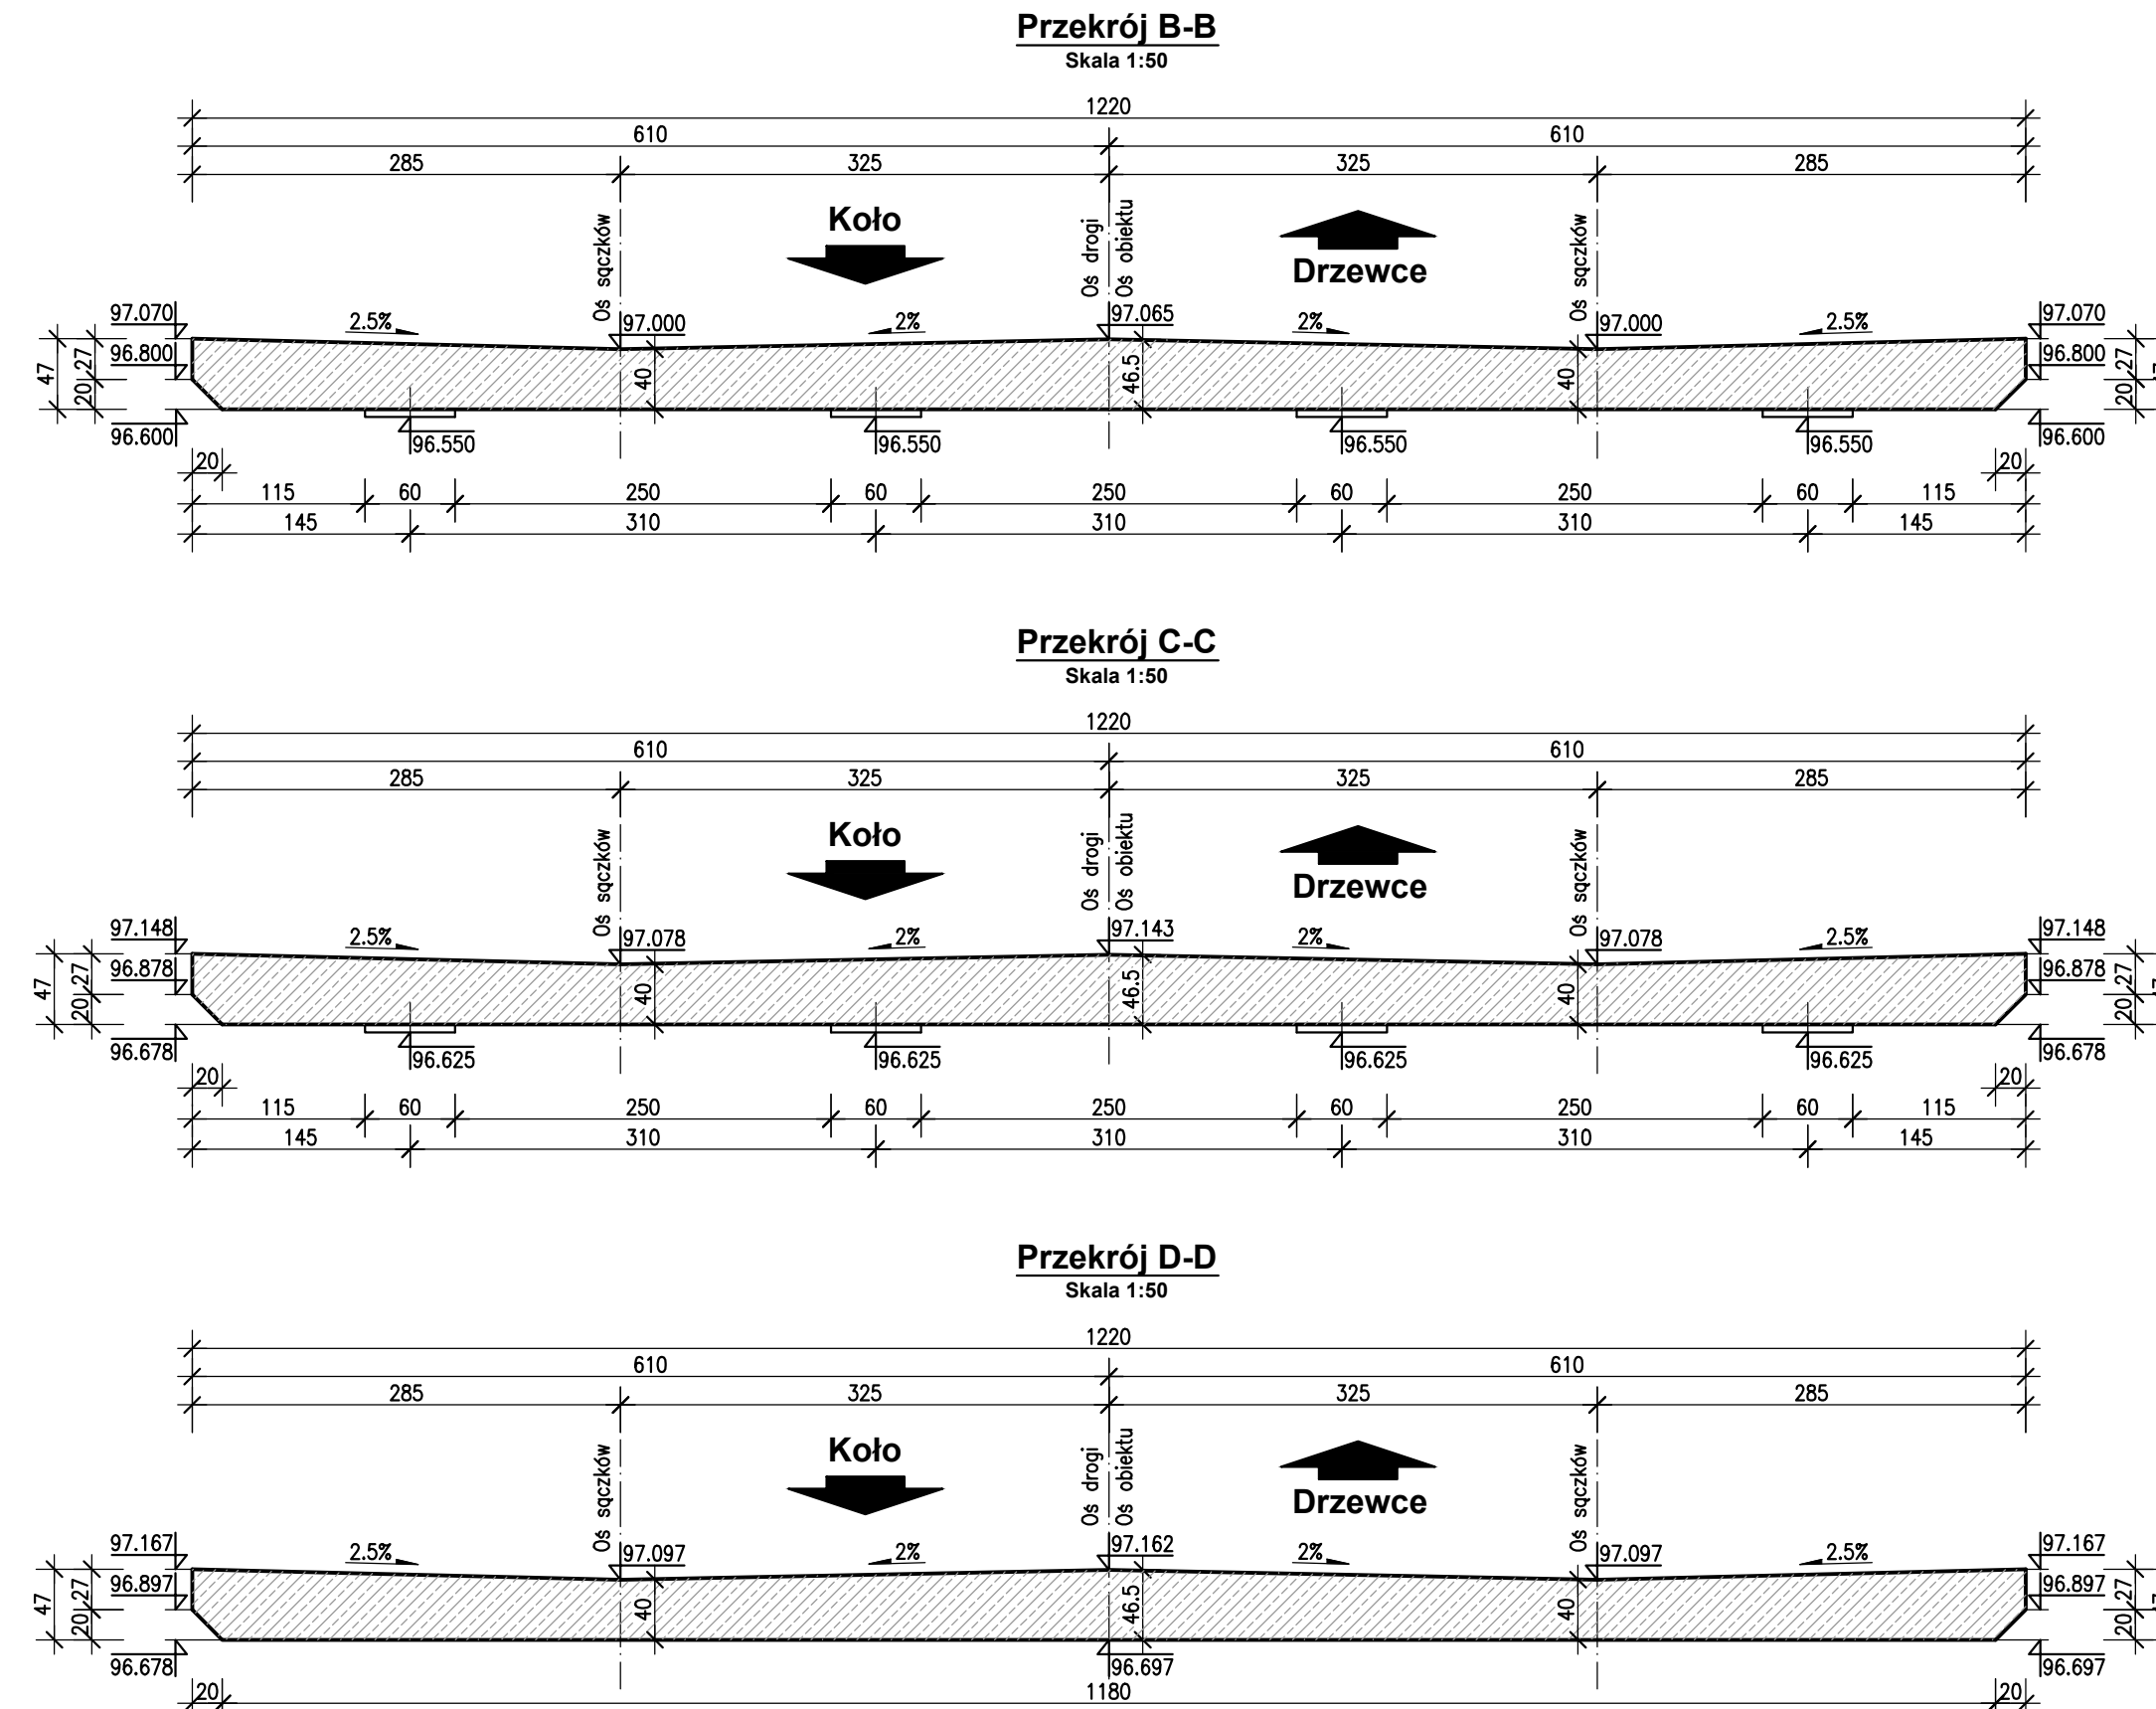 Przekrój B-B
Skala 1:50
1220
610 610
285 325 325 285
Oś sączków
Koło
Oś drogi
Oś obiektu
Drzewce
Oś sączków
97.070 2.5% 97.000 2% 97.065 2% 97.000 2.5% 97.070
96.800 96.800
47 27 20 40 46.5 40 27 20
96.600 96.550 96.550 96.550 96.550 96.600
20 20
115 60 250 60 250 60 250 60 115
145 310 310 310 145
Przekrój C-C
Skala 1:50
1220
610 610
285 325 325 285
Oś sączków
Koło
Oś drogi
Oś obiektu
Drzewce
Oś sączków
97.148 2.5% 97.078 2% 97.143 2% 97.078 2.5% 97.148
96.878 96.878
47 27 20 40 46.5 40 27 20
96.678 96.625 96.625 96.625 96.625 96.678
20 20
115 60 250 60 250 60 250 60 115
145 310 310 310 145
Przekrój D-D
Skala 1:50
1220
610 610
285 325 325 285
Oś sączków
Koło
Oś drogi
Oś obiektu
Drzewce
Oś sączków
97.167 2.5% 97.097 2% 97.162 2% 97.097 2.5% 97.167
96.897 96.897
47 27 20 40 46.5 40 27 20
96.678 96.697 96.697
20 1180 20